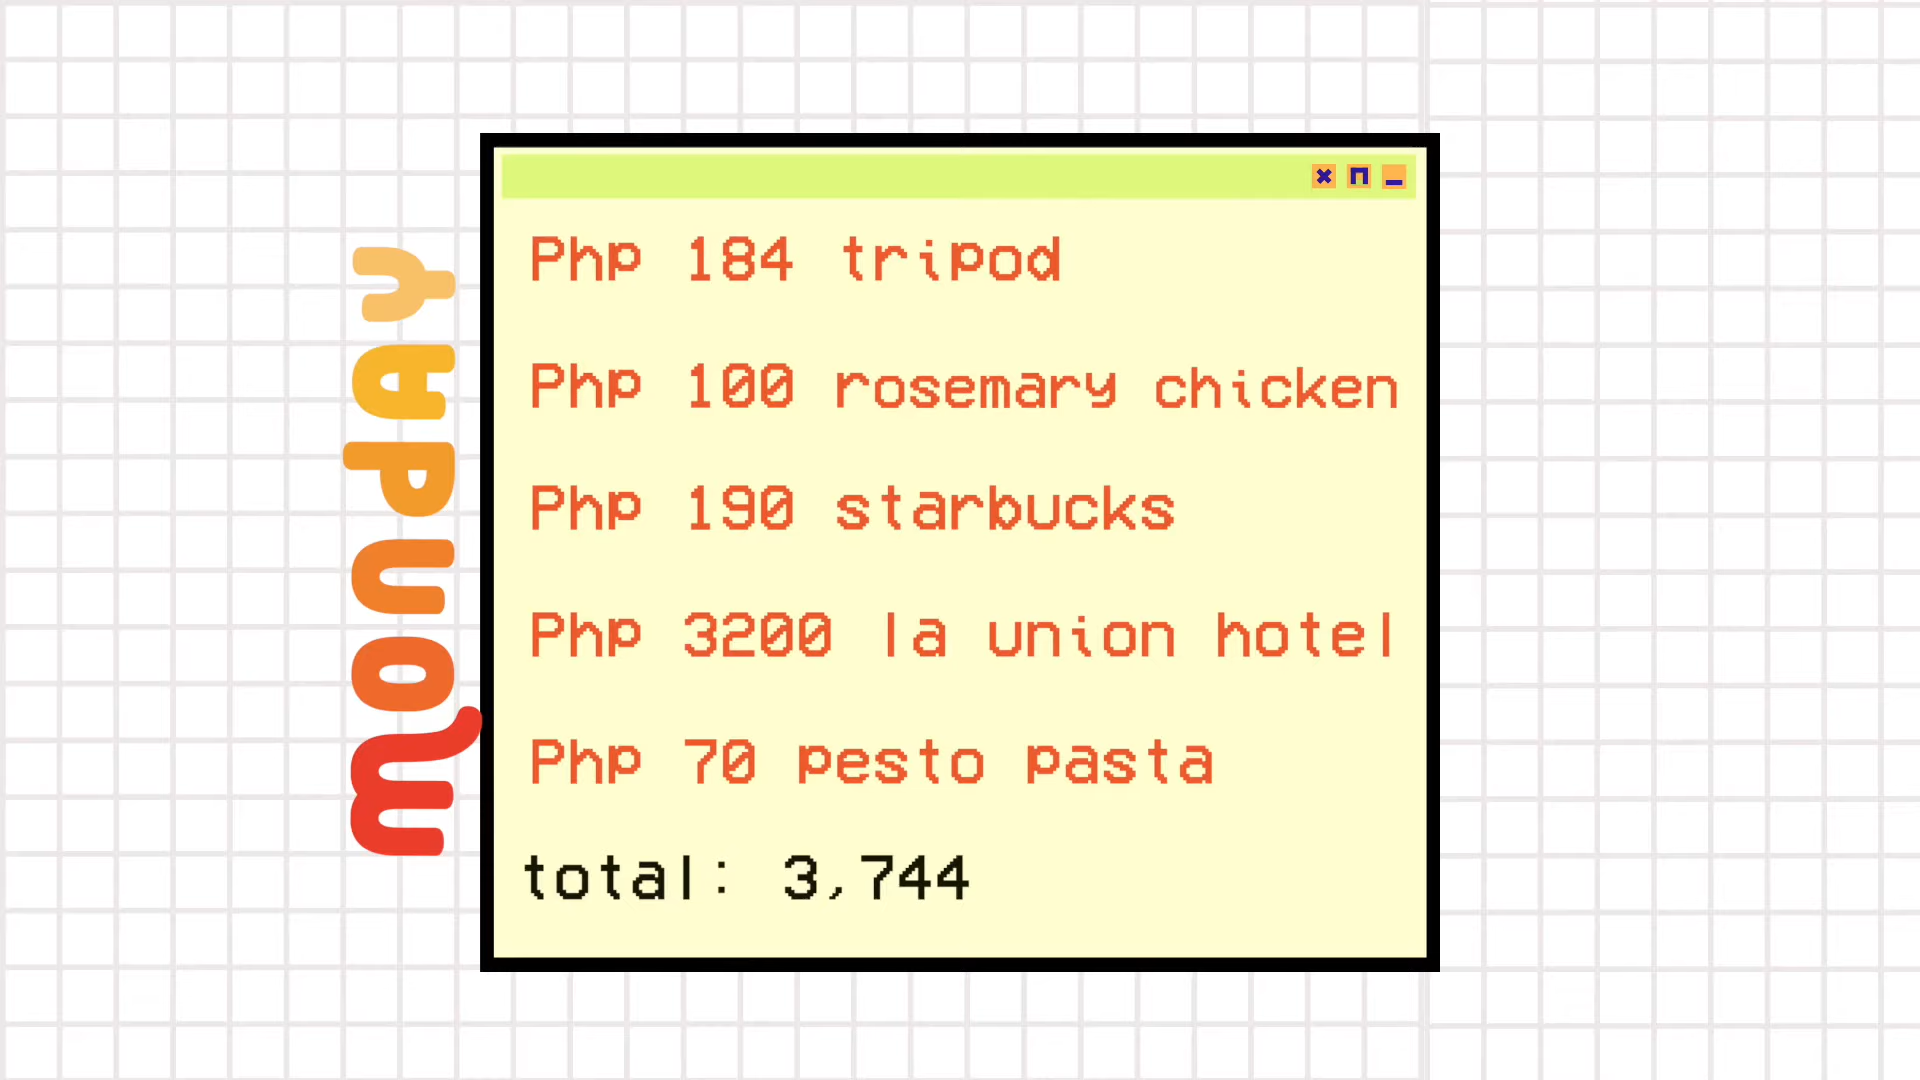 monday
Php 184 tripod
Php 100 rosemary chicken
Php 190 starbucks
Php 3200 la union hotel
Php 70 pesto pasta
total: 3,744